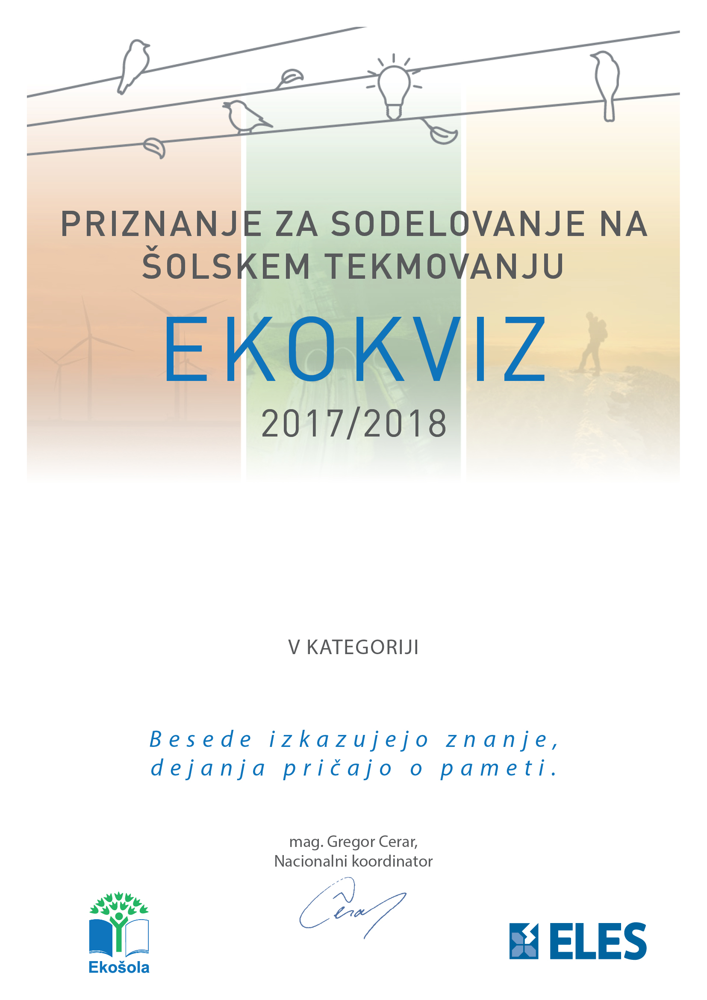 PRIZNANJE ZA SODELOVANJE NA
ŠOLSKEM TEKMOVANJU
EKOKVIZ
2017/2018
V KATEGORIJI
Besede izkazujejo znanje,
dejanja pričajo o pameti.
mag. Gregor Cerar,
Nacionalni koordinator
Cerar
Ekošola
ELES